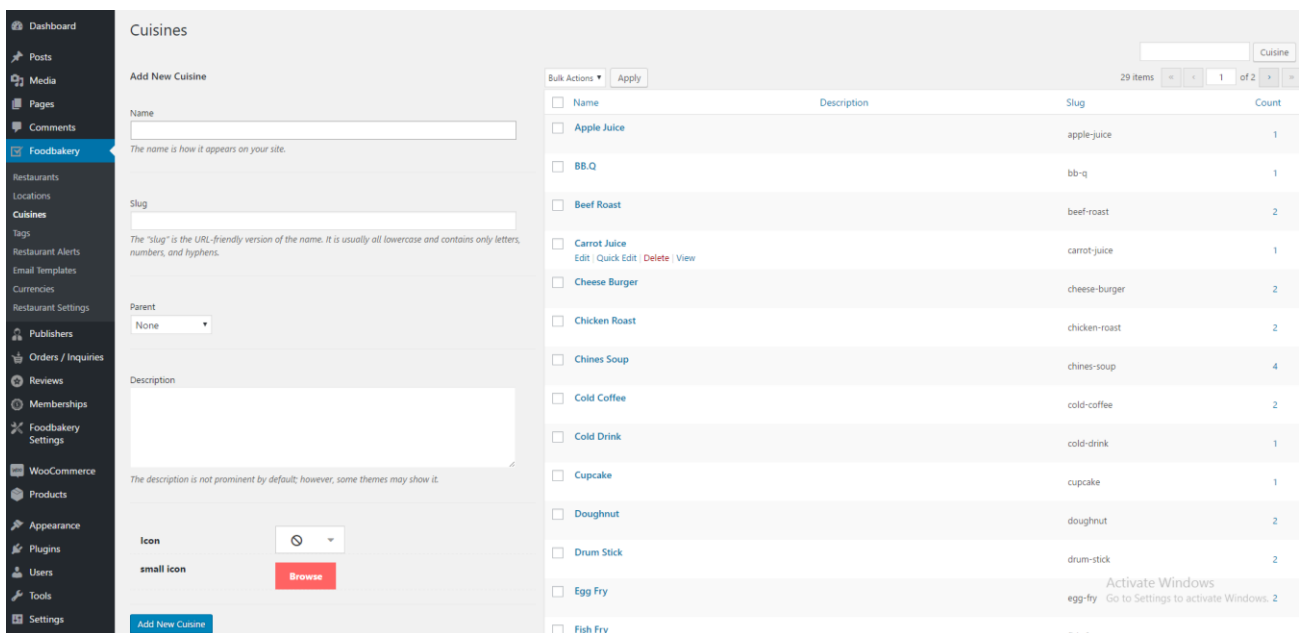 Dashboard
Posts
Media
Pages
Comments
Foodbakery
Restaurants
Locations
Cuisines
Tags
Restaurant Alerts
Email Templates
Currencies
Restaurant Settings
Publishers
Orders / Inquiries
Reviews
Memberships
Foodbakery
Settings
WooCommerce
Products
Appearance
Plugins
Users
Tools
Settings
Cuisines
Add New Cuisine
Name
The name is how it appears on your site.
Slug
The "slug" is the URL-friendly version of the name. It is usually all lowercase and contains only letters,
numbers, and hyphens.
Parent
None
Description
The description is not prominent by default; however, some themes may show it.
Icon
small icon
Browse
Add New Cuisine
Cuisine
Bulk Actions Apply 29 items « ‹ 1 of 2 › »
Name Description Slug Count
Apple Juice apple-juice 1
BB.Q bb-q 1
Beef Roast beef-roast 2
Carrot Juice carrot-juice 1
Edit | Quick Edit | Delete | View
Cheese Burger cheese-burger 2
Chicken Roast chicken-roast 2
Chines Soup chines-soup 4
Cold Coffee cold-coffee 2
Cold Drink cold-drink 1
Cupcake cupcake 1
Doughnut doughnut 2
Drum Stick drum-stick 2
Egg Fry egg-fry 2
Fish Fry
Activate Windows
Go to Settings to activate Windows.